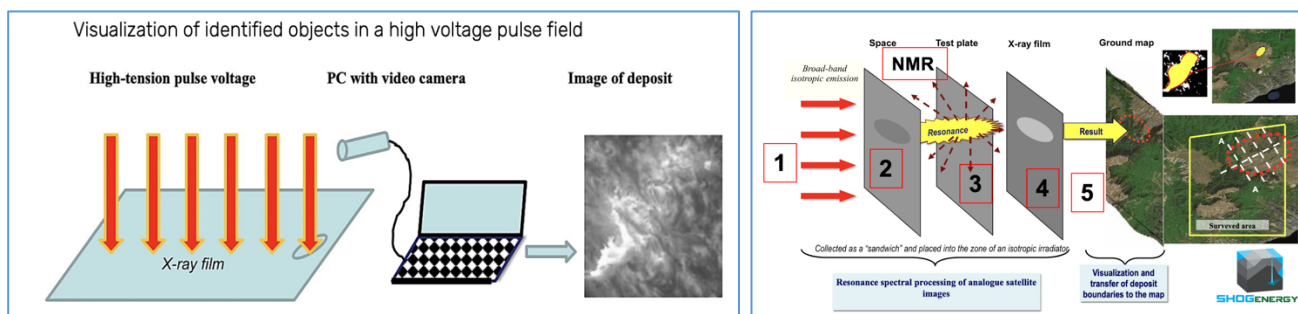 Visualization of identified objects in a high voltage pulse field
High-tension pulse voltage
PC with video camera
Image of deposit
X-ray film
Space
Test plate
X-ray film
Ground map
Broad-band
isotropic emission
NMR
Resonance
Result
1
2
3
4
5
A
A
Surveyed area
Collected as a "sandwich" and placed into the zone of an isotropic irradiator
Resonance spectral processing of analogue satellite
images
Visualization and
transfer of deposit
boundaries to the map
SHOGENERGY